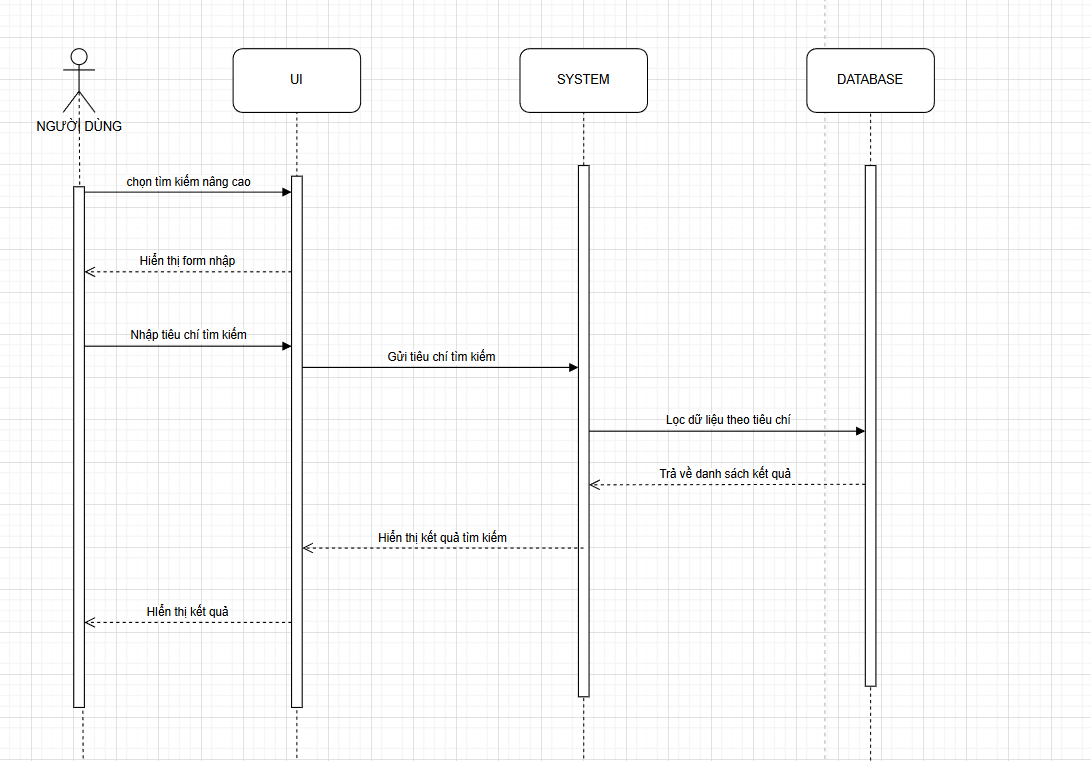 NGƯỜI DÙNG
UI
SYSTEM
DATABASE
chọn tìm kiếm nâng cao
Hiển thị form nhập
Nhập tiêu chí tìm kiếm
Gửi tiêu chí tìm kiếm
Lọc dữ liệu theo tiêu chí
Trả về danh sách kết quả
Hiển thị kết quả tìm kiếm
HIển thị kết quả